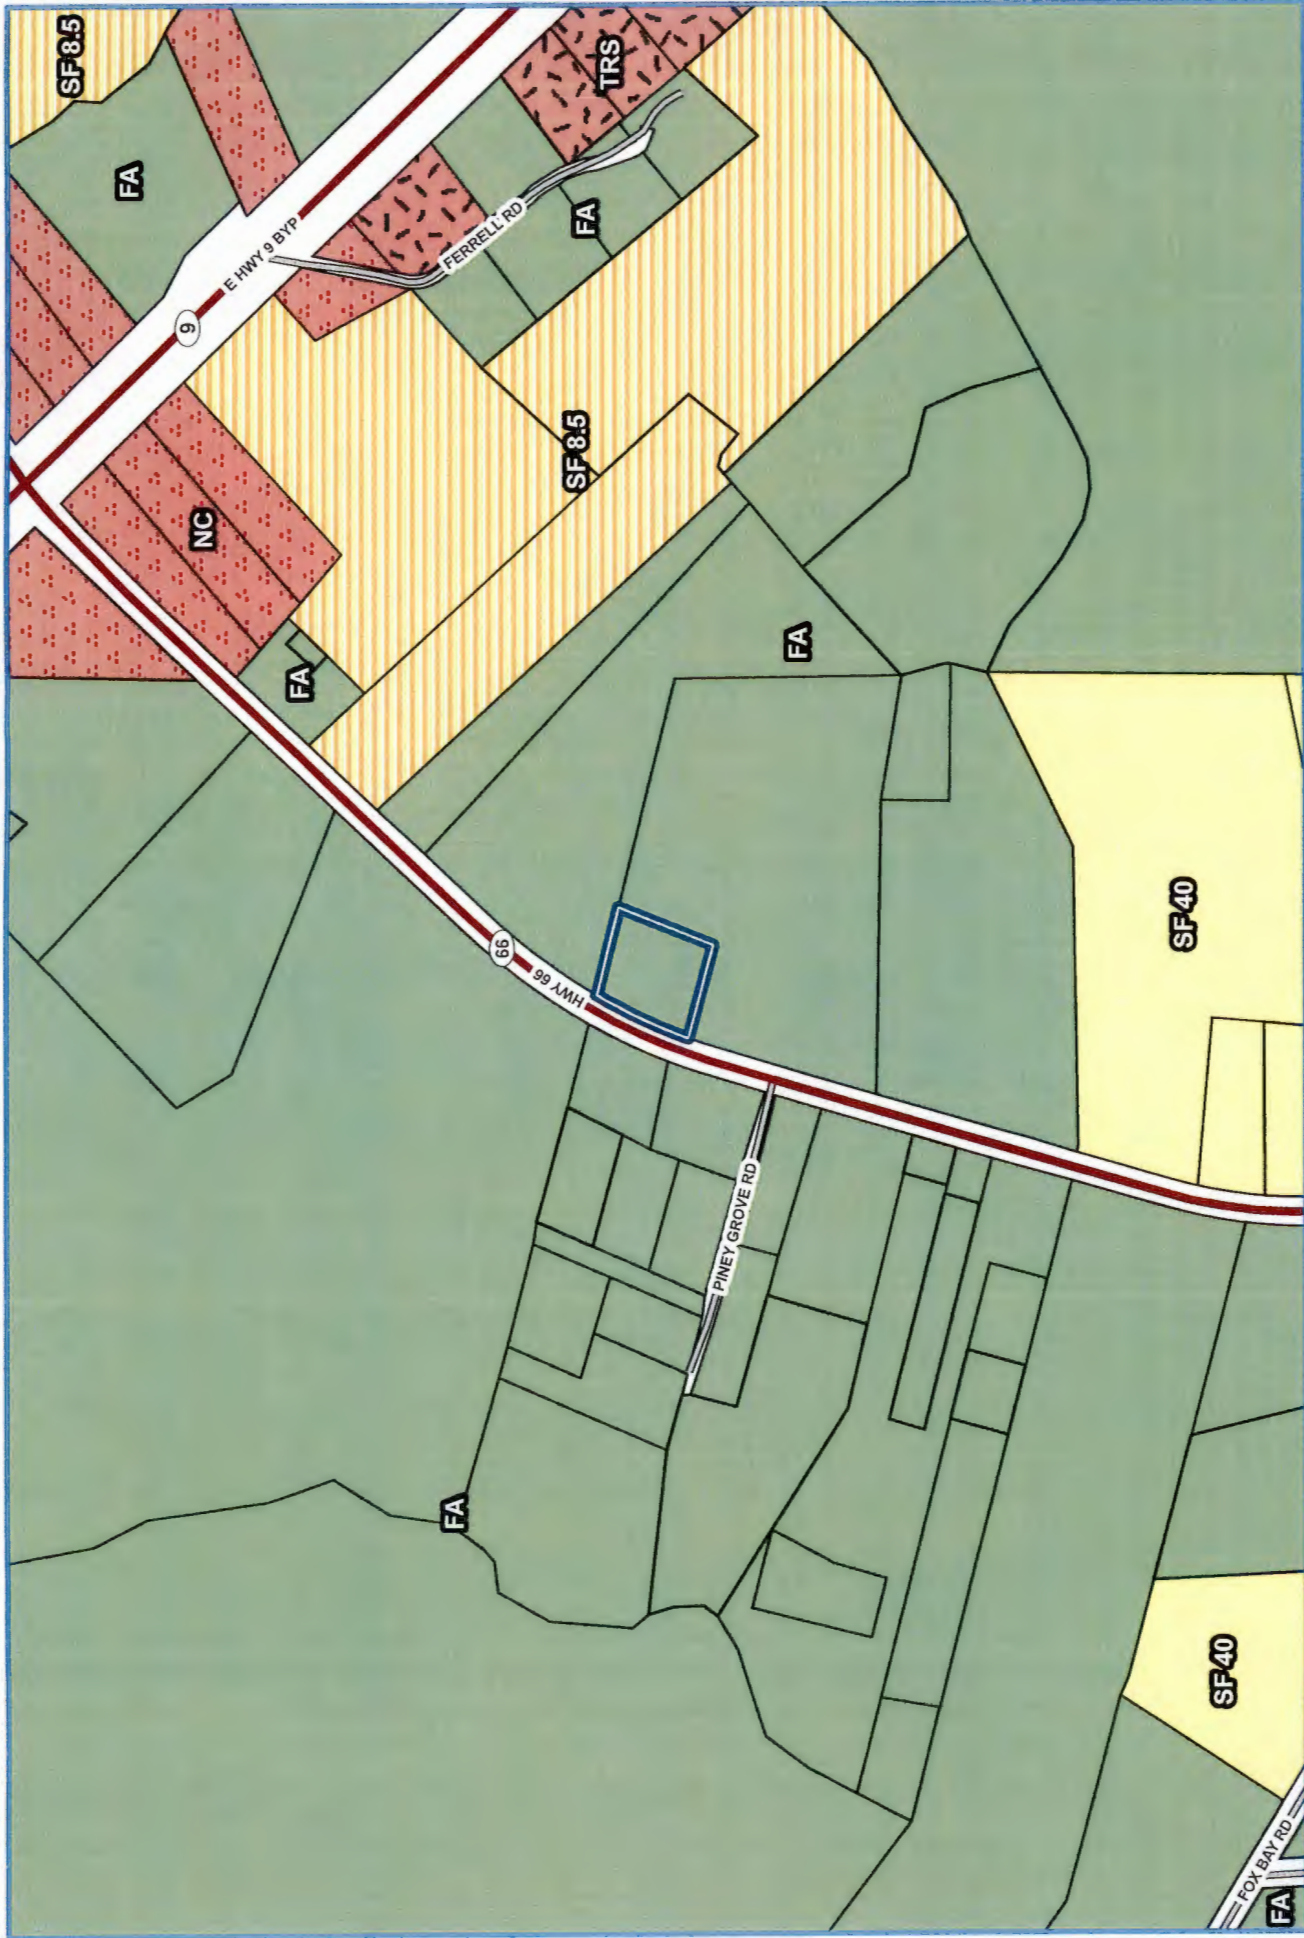 SF 8.5
TRS
FA
FA
E HWY 9 BYP
FERRELL RD
9
SF 8.5
NC
FA
FA
66
HWY 66
SF 40
PINEY GROVE RD
FA
SF 40
FOX BAY RD
FA